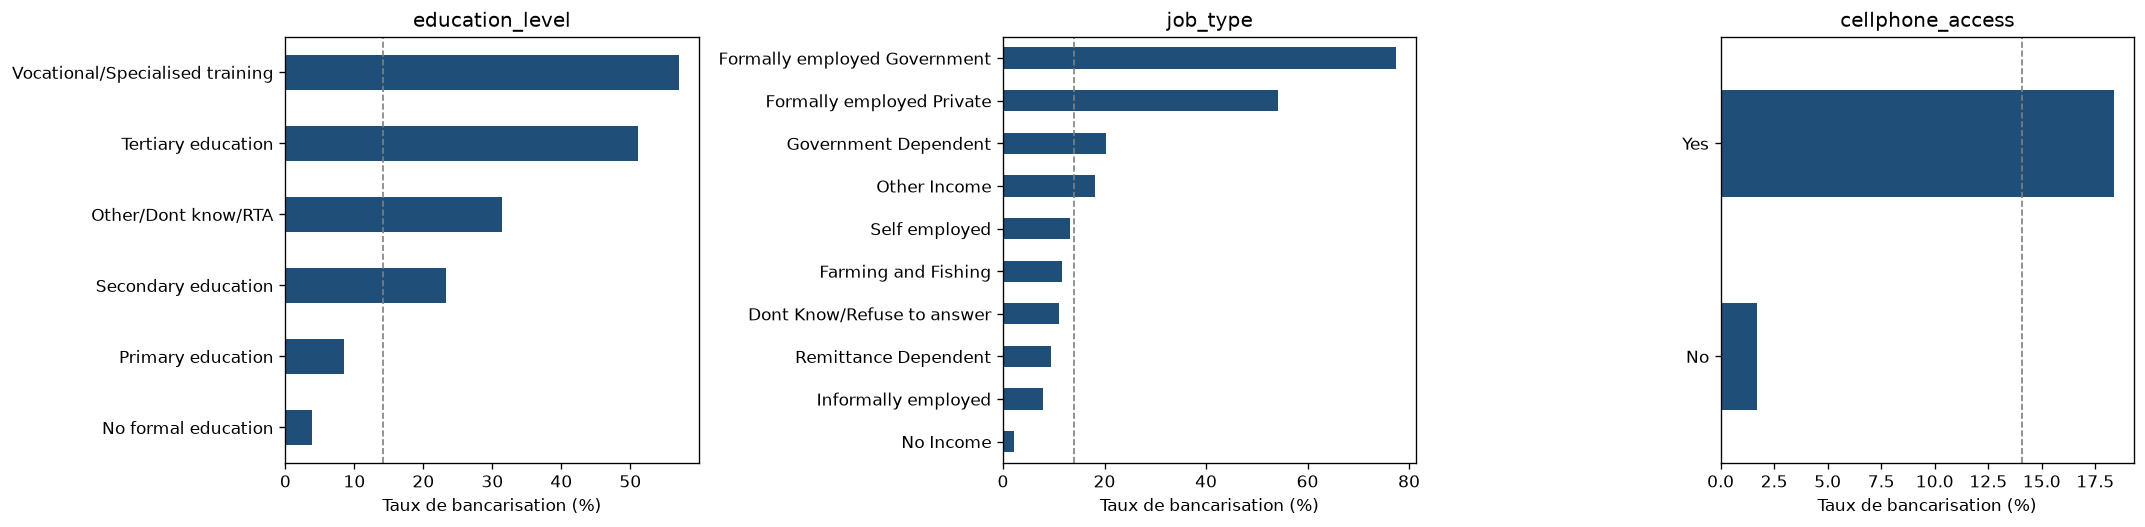 education_level
Vocational/Specialised training
Tertiary education
Other/Dont know/RTA
Secondary education
Primary education
No formal education
0 10 20 30 40 50
Taux de bancarisation (%)
job_type
Formally employed Government
Formally employed Private
Government Dependent
Other Income
Self employed
Farming and Fishing
Dont Know/Refuse to answer
Remittance Dependent
Informally employed
No Income
0 20 40 60 80
Taux de bancarisation (%)
cellphone_access
Yes
No
0.0 2.5 5.0 7.5 10.0 12.5 15.0 17.5
Taux de bancarisation (%)